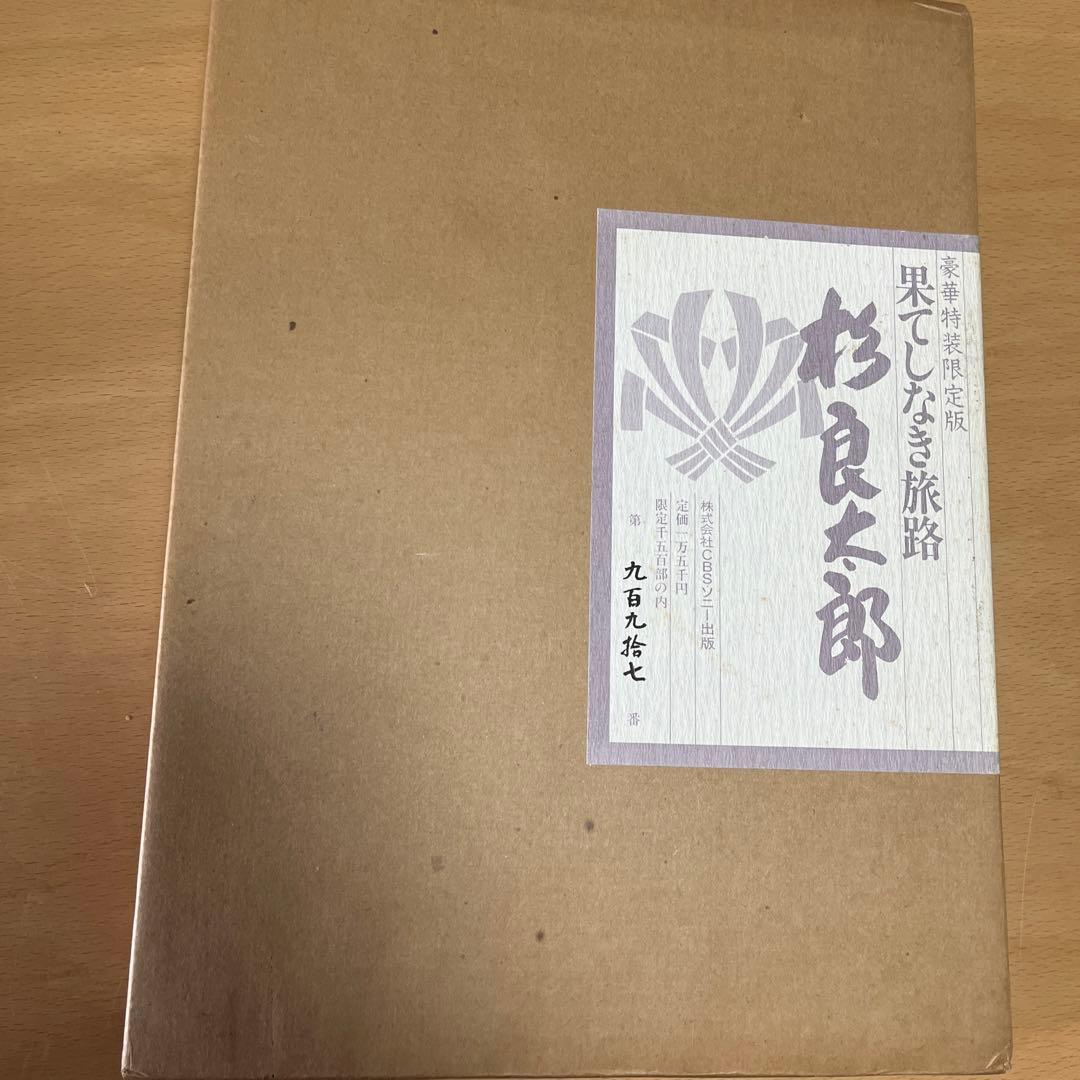 豪華特装限定版
果てしなき旅路
杉良太郎
株式会社CBSソニー出版
定価一万五千円
限定千五百部の内
第 九百九拾七 番